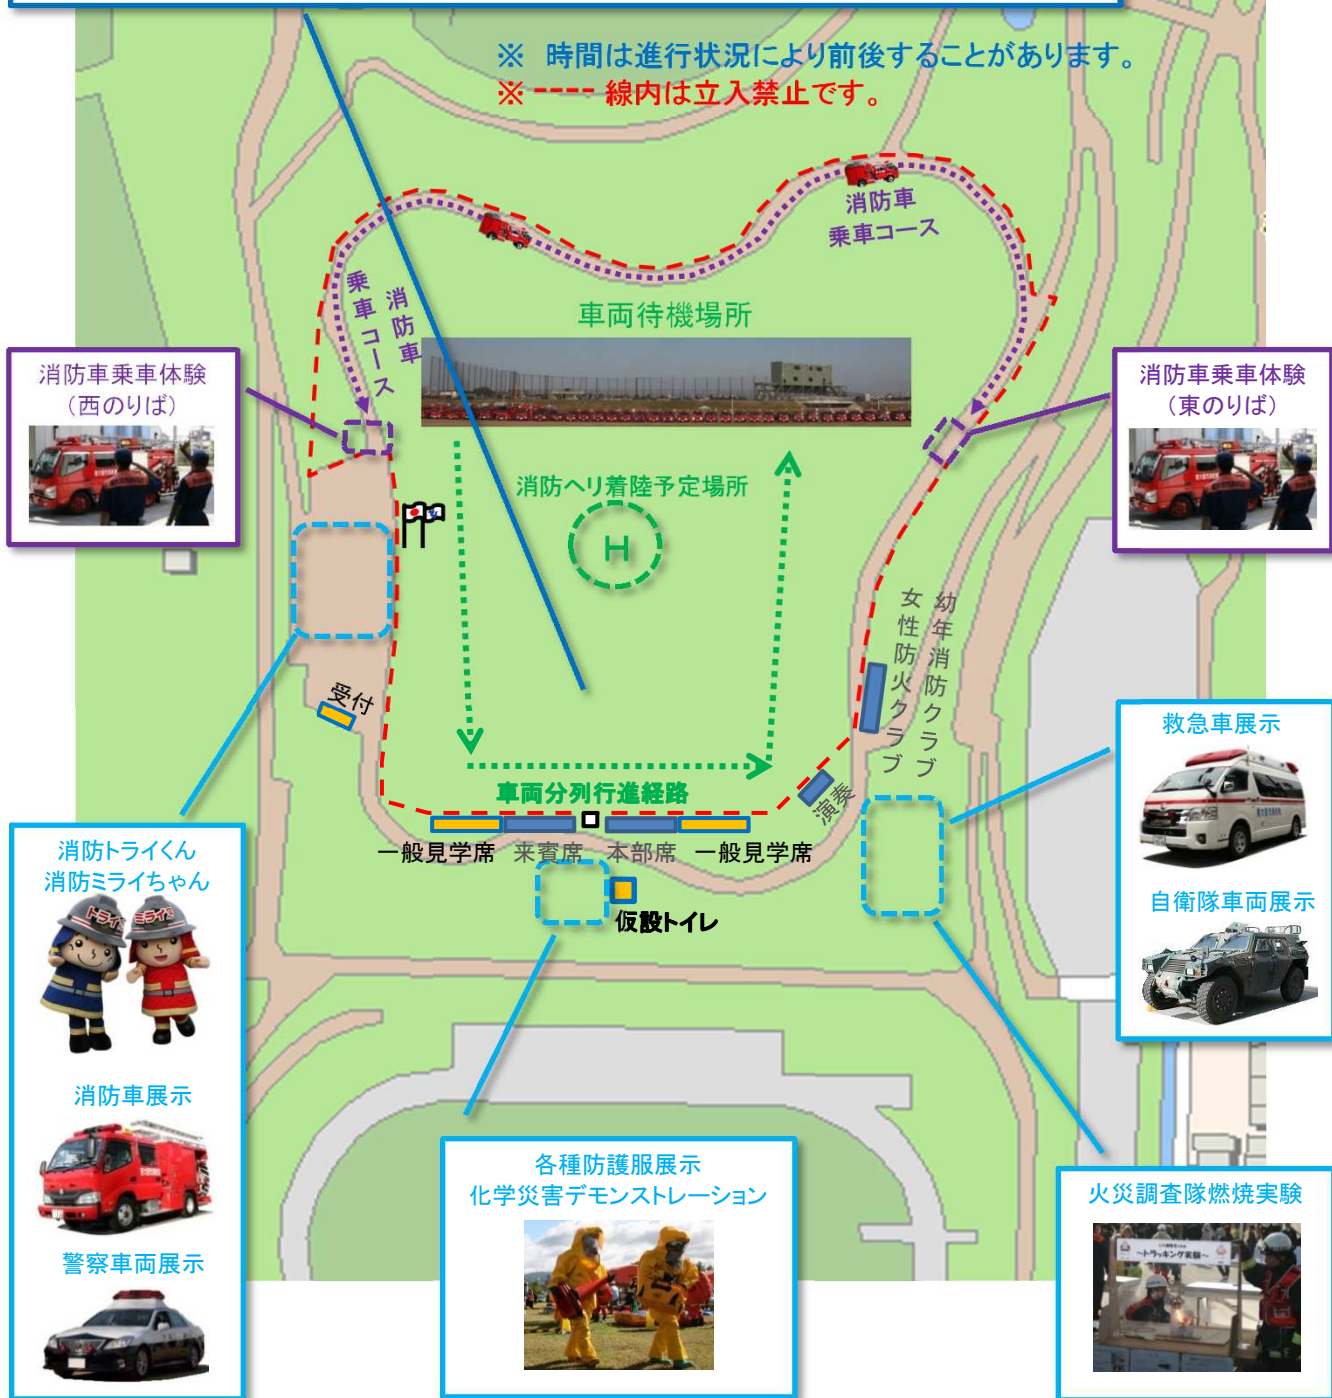 ※ 時間は進行状況により前後することがあります。
※ ---- 線内は立入禁止です。
消防車
乗車コース
消防車
乗車コース
車両待機場所
消防車乗車体験
（西のりば）
消防車乗車体験
（東のりば）
消防ヘリ着陸予定場所
H
幼年消防クラブ
女性防火クラブ
受付
車両分列行進経路
演奏
一般見学席
来賓席
本部席
一般見学席
仮設トイレ
救急車展示
自衛隊車両展示
消防トライくん
消防ミライちゃん
トライ
ミライ
消防車展示
警察車両展示
各種防護服展示
化学災害デモンストレーション
火災調査隊燃焼実験
～トラッキング実験～